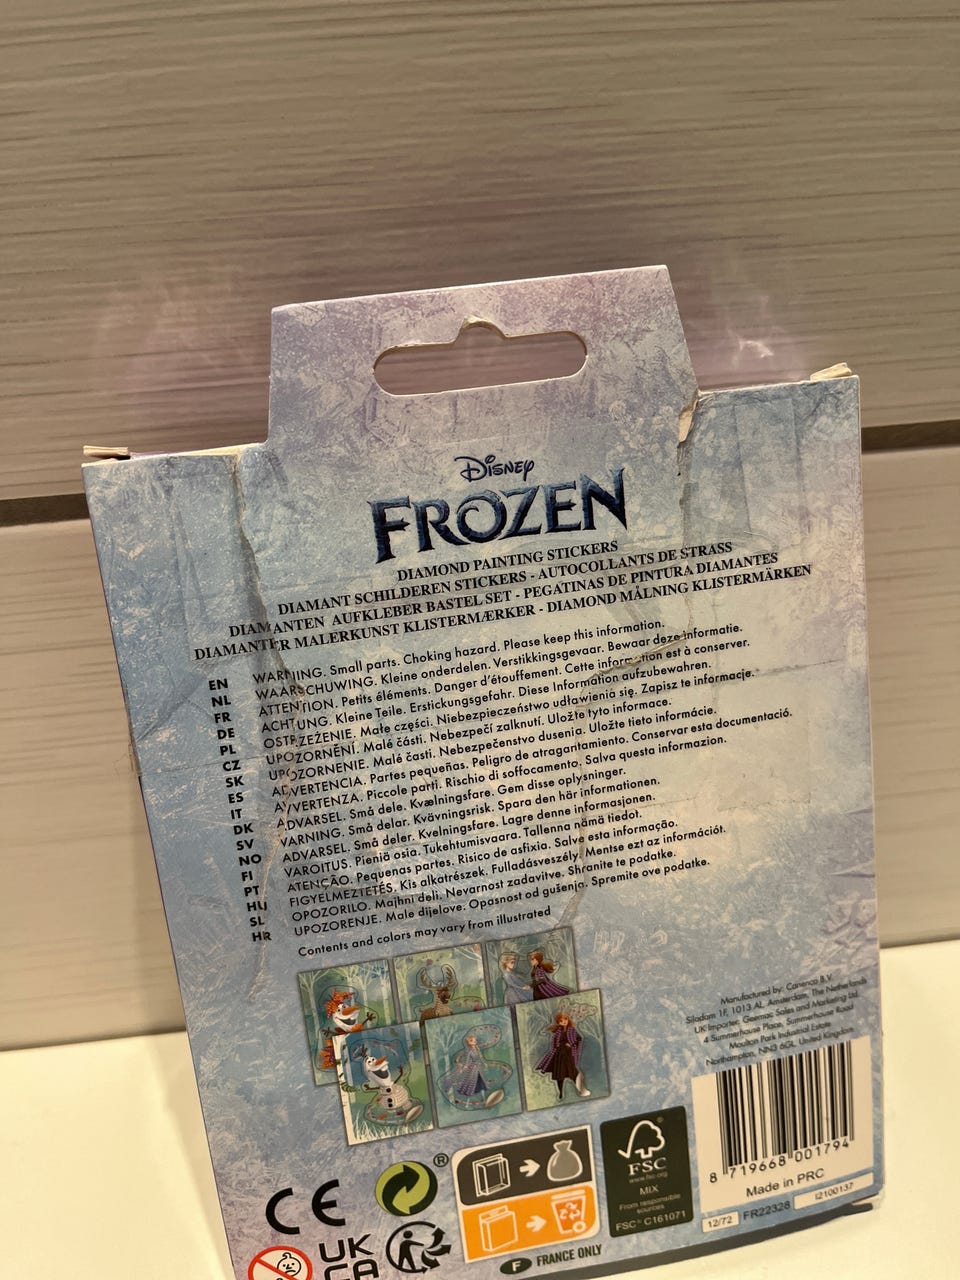 Disney
FROZEN
DIAMOND PAINTING STICKERS
DIAMANT SCHILDEREN STICKERS - AUTOCOLLANTS DE STRASS
DIAMANTEN AUFKLEBER BASTEL SET - PEGATINAS DE PINTURA DIAMANTES
DIAMANTER MALERKUNST KLISTERMÆRKER - DIAMOND MÅLNING KLISTERMÄRKEN
EN WARNING. Small parts. Choking hazard. Please keep this information.
NL WAARSCHUWING. Kleine onderdelen. Verstikkingsgevaar. Bewaar deze informatie.
FR ATTENTION. Petits éléments. Danger d'étouffement. Cette information est à conserver.
DE ACHTUNG. Kleine Teile. Erstickungsgefahr. Diese Information aufzubewahren.
PL OSTRZEŻENIE. Małe części. Niebezpieczeństwo udławienia się. Zapisz te informacje.
CZ UPOZORNĚNÍ. Malé části. Nebezpečí zalknutí. Uložte tyto informace.
SK UPOZORNENIE. Malé časti. Nebezpečenstvo dusenia. Uložte tieto informácie.
ES ADVERTENCIA. Partes pequeñas. Peligro de atragantamiento. Conservar esta documentació.
IT AVVERTENZA. Piccole parti. Rischio di soffocamento. Salva questa informazion.
DK ADVARSEL. Små dele. Kvælningsfare. Gem disse oplysninger.
SV VARNING. Små delar. Kvävningsrisk. Spara den här informationen.
NO ADVARSEL. Små deler. Kvelningsfare. Lagre denne informasjonen.
FI VAROITUS. Pieniä osia. Tukehtumisvaara. Tallenna nämä tiedot.
PT ATENÇÃO. Pequenas partes. Risico de asfixia. Salve esta informação.
HU FIGYELMEZTETÉS. Kis alkatrészek. Fulladásveszély. Mentse ezt az információt.
SL OPOZORILO. Majhni deli. Nevarnost zadavitve. Shranite te podatke.
HR UPOZORENJE. Male dijelove. Opasnost od gušenja. Spremite ove podatke.
Contents and colors may vary from illustrated
Manufactured by: Canenco B.V.
Siladam 1F, 1013 AL, Amsterdam, The Netherlands
UK Importer: Geemac Sales and Marketing Ltd.
4 Summerhouse Place, Summerhouse Road
Moulton Park Industrial Estate
Northampton, NN3 6GL, United Kingdom
8 719668 001794
Made in PRC
12/72 FR22328 I2100137
CE
®
UK
CA
FSC
www.fsc.org
MIX
From responsible
sources
FSC® C161071
F FRANCE ONLY